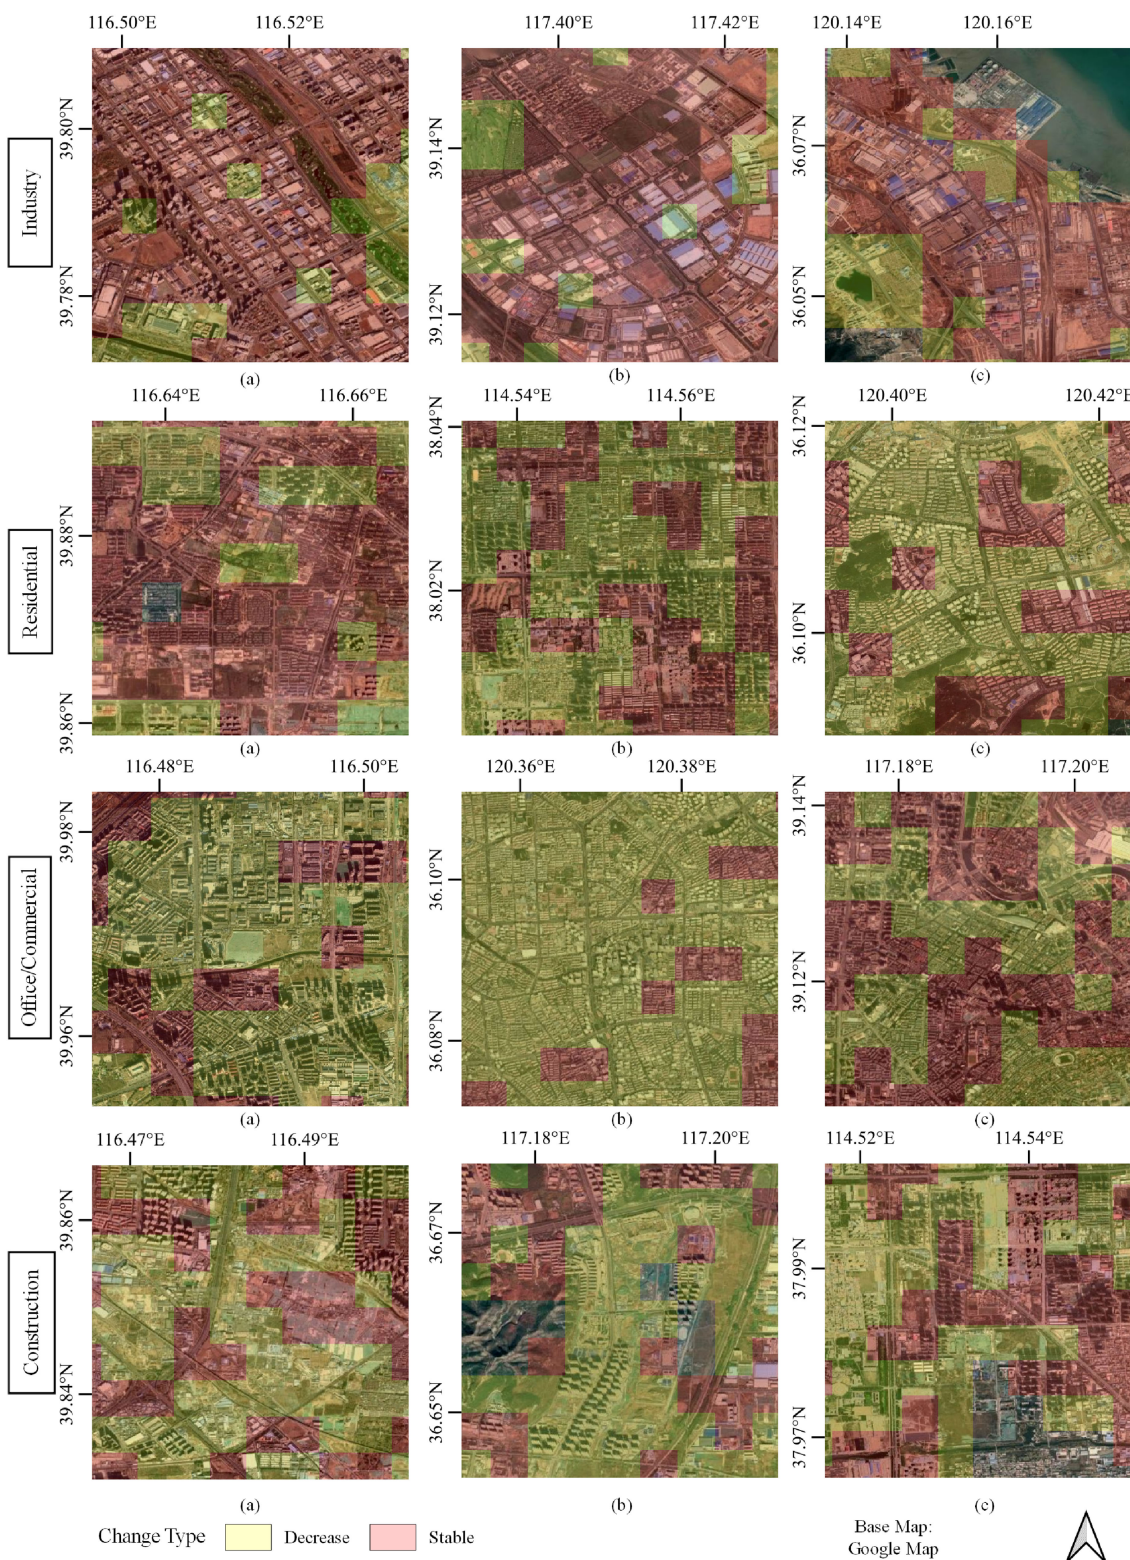 116.50°E 116.52°E 117.40°E 117.42°E 120.14°E 120.16°E
Industry
39.80°N
39.78°N
39.14°N
39.12°N
36.07°N
36.05°N
(a) (b) (c)
116.64°E 116.66°E 114.54°E 114.56°E 120.40°E 120.42°E
Residential
39.88°N
39.86°N
38.04°N
38.02°N
36.12°N
36.10°N
(a) (b) (c)
116.48°E 116.50°E 120.36°E 120.38°E 117.18°E 117.20°E
Office/Commercial
39.98°N
39.96°N
36.10°N
36.08°N
39.14°N
39.12°N
(a) (b) (c)
116.47°E 116.49°E 117.18°E 117.20°E 114.52°E 114.54°E
Construction
39.86°N
39.84°N
36.67°N
36.65°N
37.99°N
37.97°N
(a) (b) (c)
Change Type Decrease Stable
Base Map:
Google Map